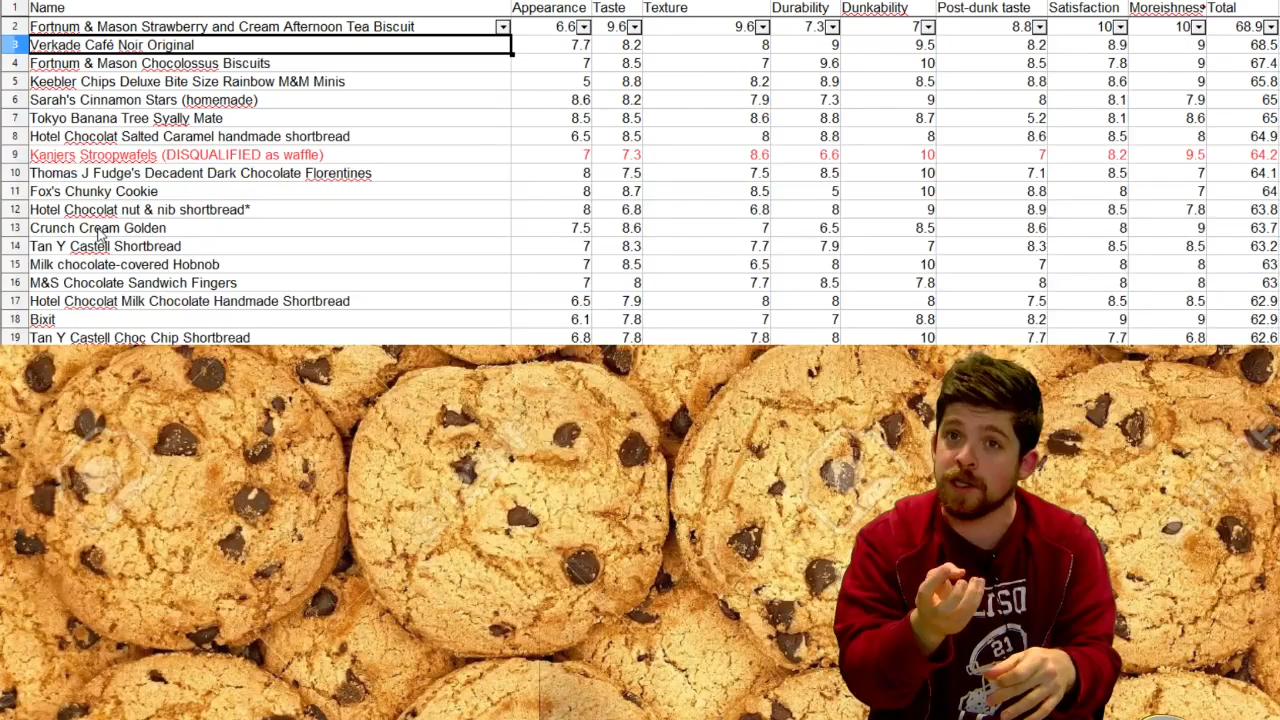 1 Name Appearance Taste Texture Durability Dunkability Post-dunk taste Satisfaction Moreishness Total
2 Fortnum & Mason Strawberry and Cream Afternoon Tea Biscuit 6.6 9.6 9.6 7.3 7 8.8 10 10 68.9
3 Verkade Café Noir Original 7.7 8.2 8 9 9.5 8.2 8.9 9 68.5
4 Fortnum & Mason Chocolossus Biscuits 7 8.5 7 9.6 10 8.5 7.8 9 67.4
5 Keebler Chips Deluxe Bite Size Rainbow M&M Minis 5 8.8 8.2 8.9 8.5 8.8 8.6 9 65.8
6 Sarah's Cinnamon Stars (homemade) 8.6 8.2 7.9 7.3 9 8 8.1 7.9 65
7 Tokyo Banana Tree Syally Mate 8.5 8.5 8.6 8.8 8.7 5.2 8.1 8.6 65
8 Hotel Chocolat Salted Caramel handmade shortbread 6.5 8.5 8 8.8 8 8.6 8.5 8 64.9
9 Kanjers Stroopwafels (DISQUALIFIED as waffle) 7 7.3 8.6 6.6 10 7 8.2 9.5 64.2
10 Thomas J Fudge's Decadent Dark Chocolate Florentines 8 7.5 7.5 8.5 10 7.1 8.5 7 64.1
11 Fox's Chunky Cookie 8 8.7 8.5 5 10 8.8 8 7 64
12 Hotel Chocolat nut & nib shortbread* 8 6.8 6.8 8 9 8.9 8.5 7.8 63.8
13 Crunch Cream Golden 7.5 8.6 7 6.5 8.5 8.6 8 9 63.7
14 Tan Y Castell Shortbread 7 8.3 7.7 7.9 7 8.3 8.5 8.5 63.2
15 Milk chocolate-covered Hobnob 7 8.5 6.5 8 10 7 8 8 63
16 M&S Chocolate Sandwich Fingers 7 8 7.7 8.5 7.8 8 8 8 63
17 Hotel Chocolat Milk Chocolate Handmade Shortbread 6.5 7.9 8 8 8 7.5 8.5 8.5 62.9
18 Bixit 6.1 7.8 7 7 8.8 8.2 9 9 62.9
19 Tan Y Castell Choc Chip Shortbread 6.8 7.8 7.8 8 10 7.7 7.7 6.8 62.6
21